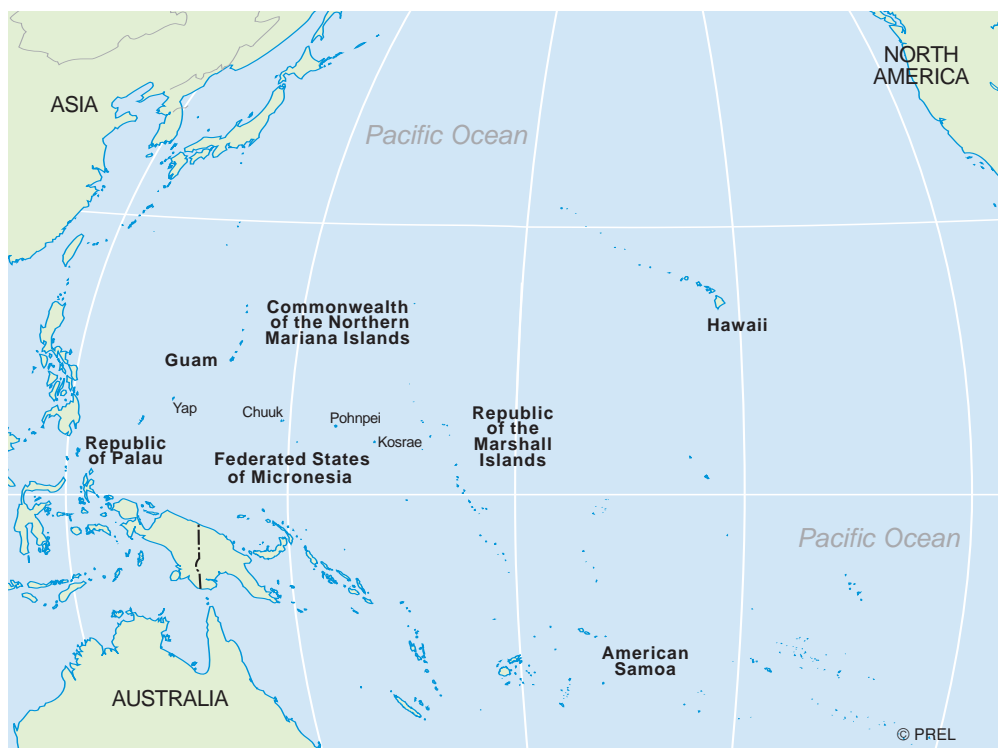 NORTH
AMERICA
ASIA
Pacific Ocean
Commonwealth
of the Northern
Mariana Islands
Hawaii
Guam
Yap
Chuuk
Pohnpei
Republic
of the
Marshall
Islands
Kosrae
Republic
of Palau
Federated States
of Micronesia
Pacific Ocean
American
Samoa
AUSTRALIA
© PREL